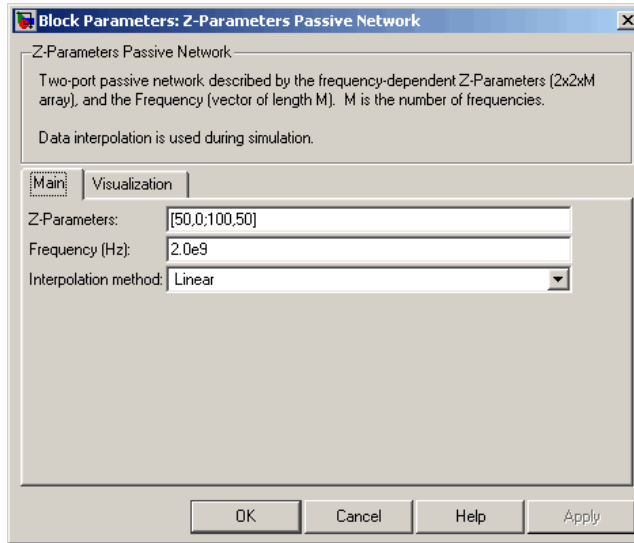 Block Parameters: Z-Parameters Passive Network
Z-Parameters Passive Network
Two-port passive network described by the frequency-dependent Z-Parameters (2x2xM
array), and the Frequency (vector of length M). M is the number of frequencies.
Data interpolation is used during simulation.
Main Visualization
Z-Parameters: [50,0;100,50]
Frequency (Hz): 2.0e9
Interpolation method: Linear
OK Cancel Help Apply